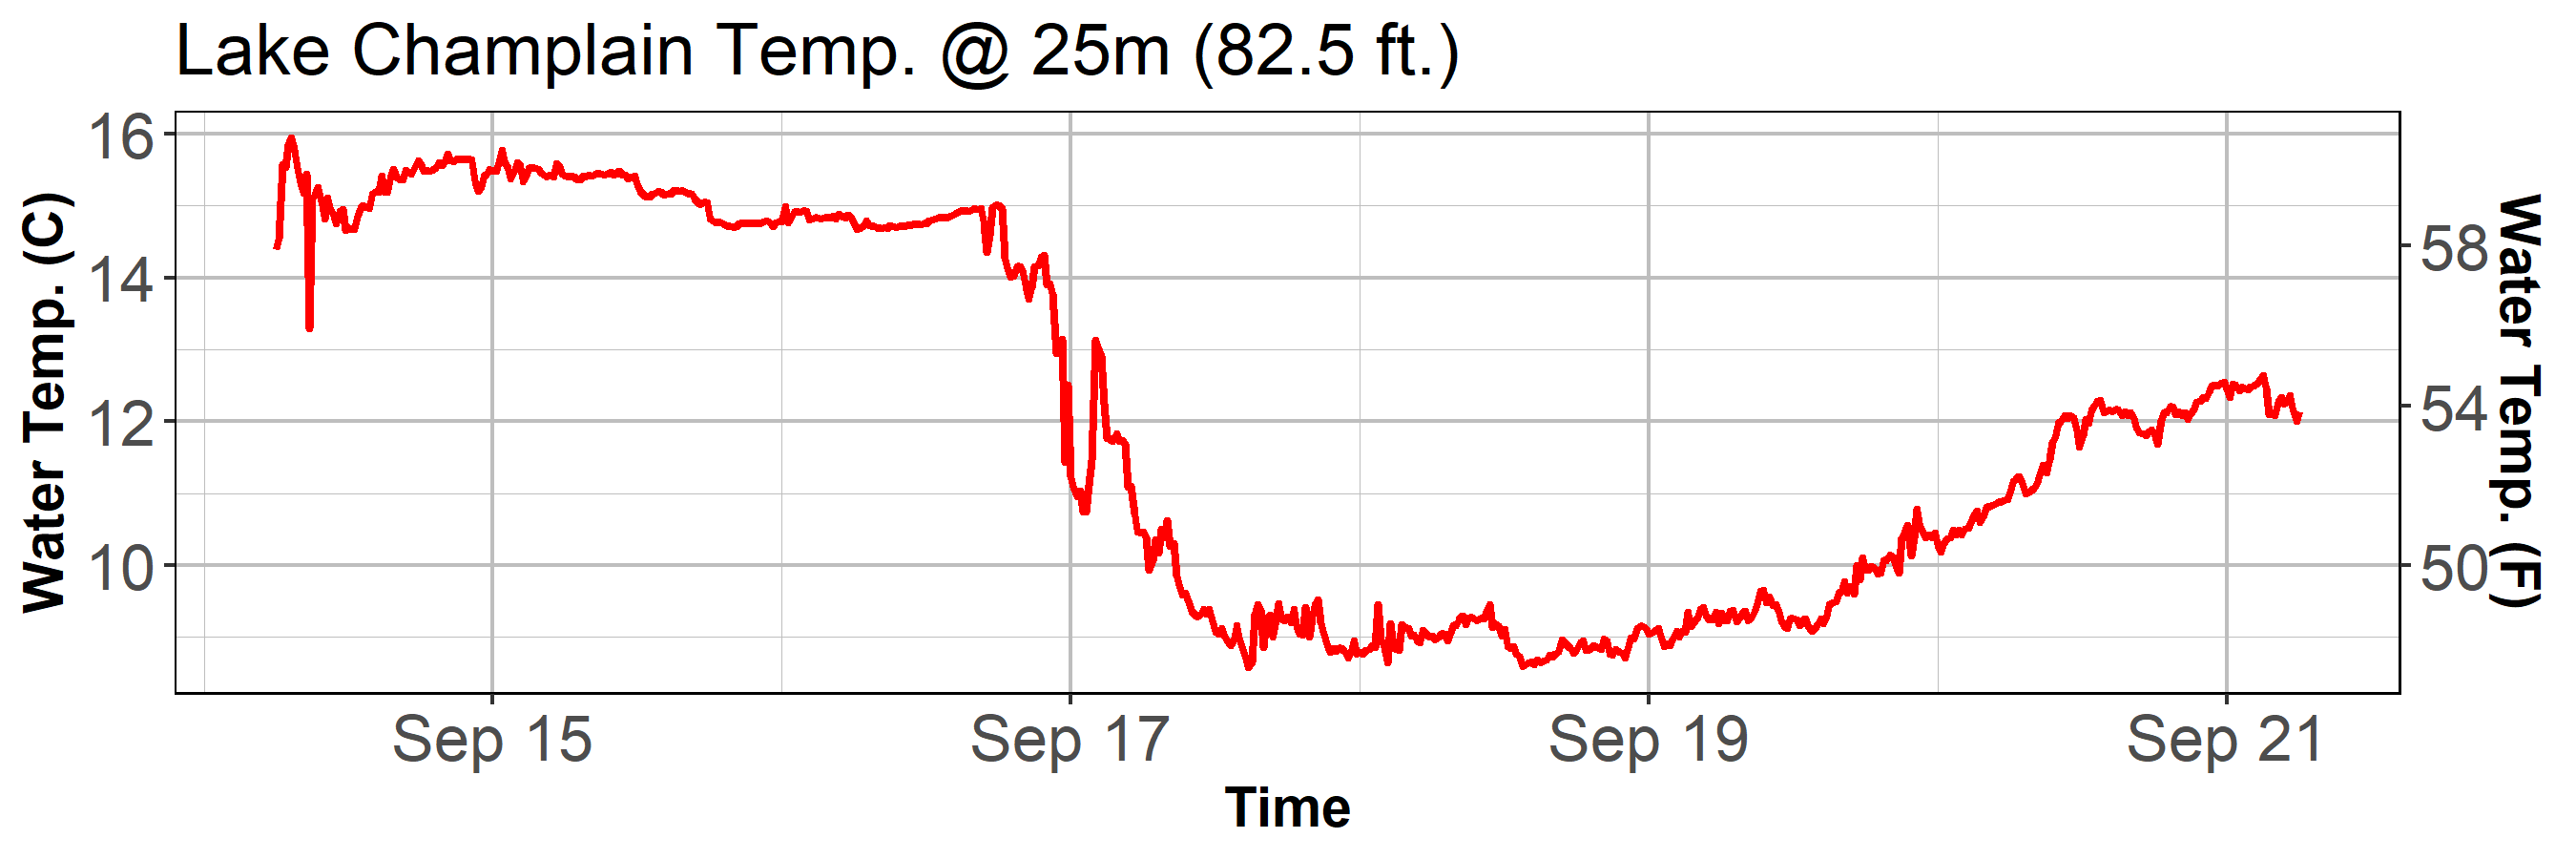 Lake Champlain Temp. @ 25m (82.5 ft.)
Water Temp. (C)
16
14
12
10
58
54
50
Water Temp. (F)
Sep 15
Sep 17
Sep 19
Sep 21
Time